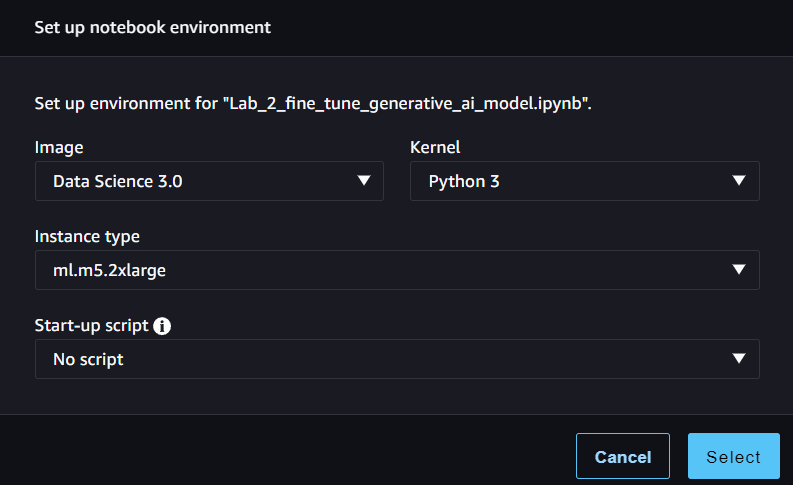 Set up notebook environment
Set up environment for "Lab_2_fine_tune_generative_ai_model.ipynb".
Image
Kernel
Data Science 3.0
Python 3
Instance type
ml.m5.2xlarge
Start-up script
No script
Cancel
Select